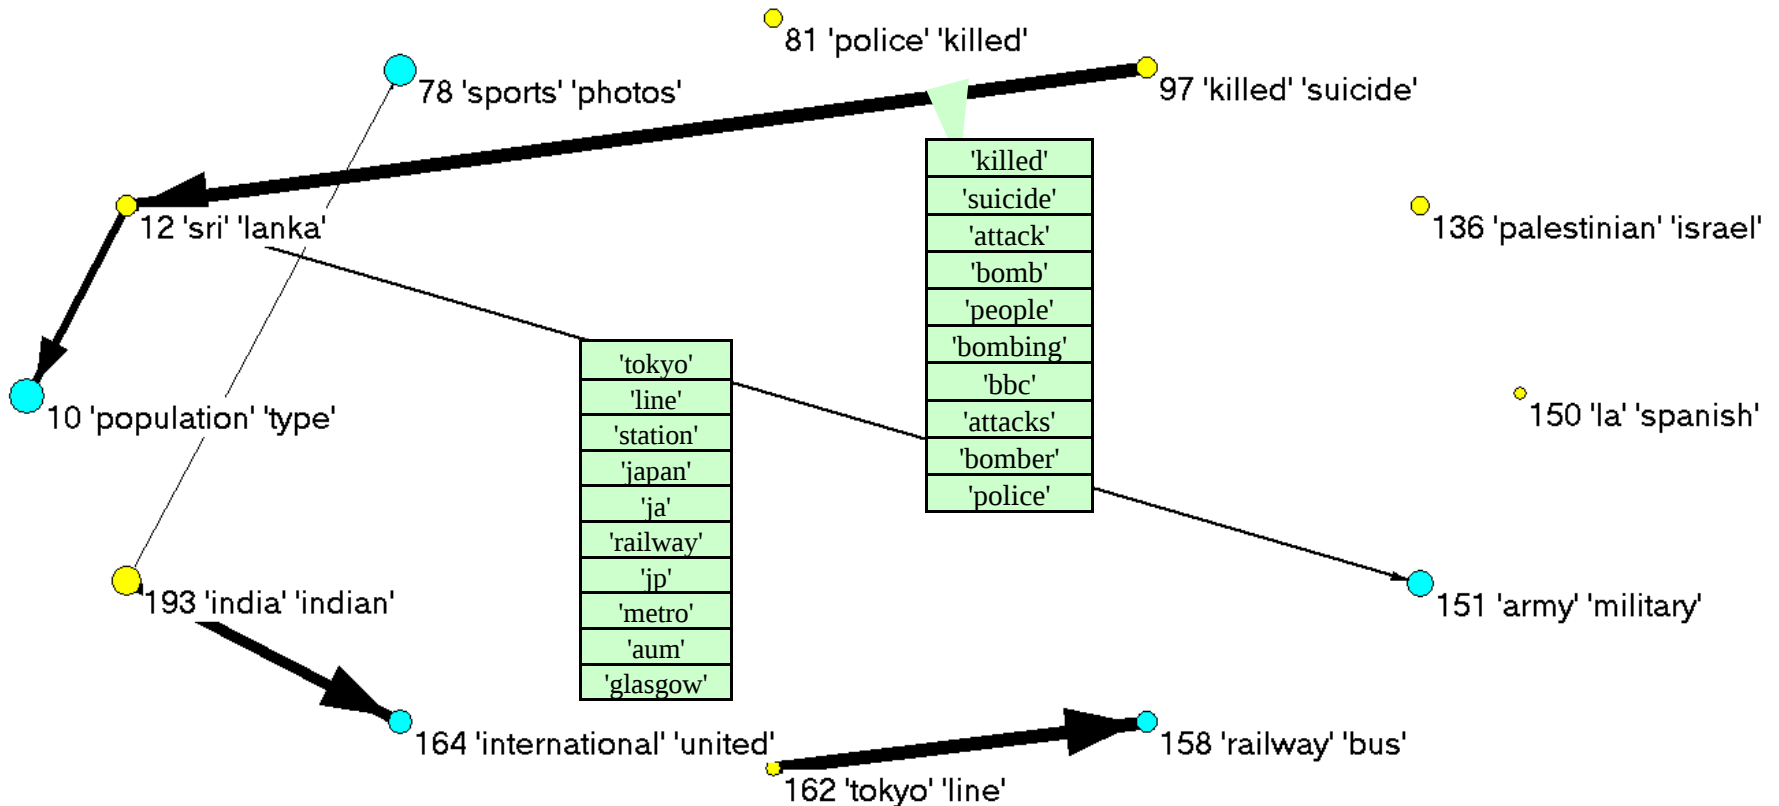 81 'police' 'killed'
78 'sports' 'photos'
97 'killed' 'suicide'
12 'sri' 'lanka'
136 'palestinian' 'israel'
10 'population' 'type'
150 'la' 'spanish'
193 'india' 'indian'
151 'army' 'military'
164 'international' 'united'
158 'railway' 'bus'
162 'tokyo' 'line'
'killed'
'suicide'
'attack'
'bomb'
'people'
'bombing'
'bbc'
'attacks'
'bomber'
'police'
'tokyo'
'line'
'station'
'japan'
'ja'
'railway'
'jp'
'metro'
'aum'
'glasgow'